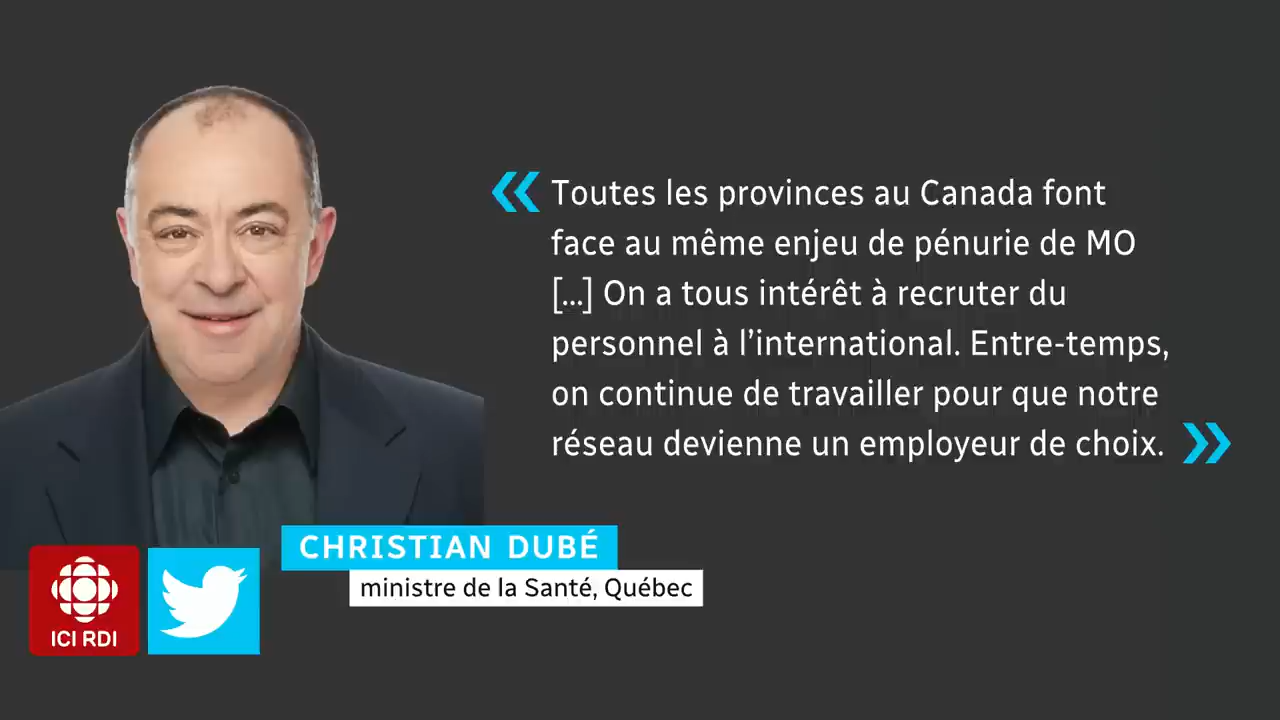 « Toutes les provinces au Canada font
face au même enjeu de pénurie de MO
[...] On a tous intérêt à recruter du
personnel à l’international. Entre-temps,
on continue de travailler pour que notre
réseau devienne un employeur de choix. »
CHRISTIAN DUBÉ
ministre de la Santé, Québec
ICI RDI